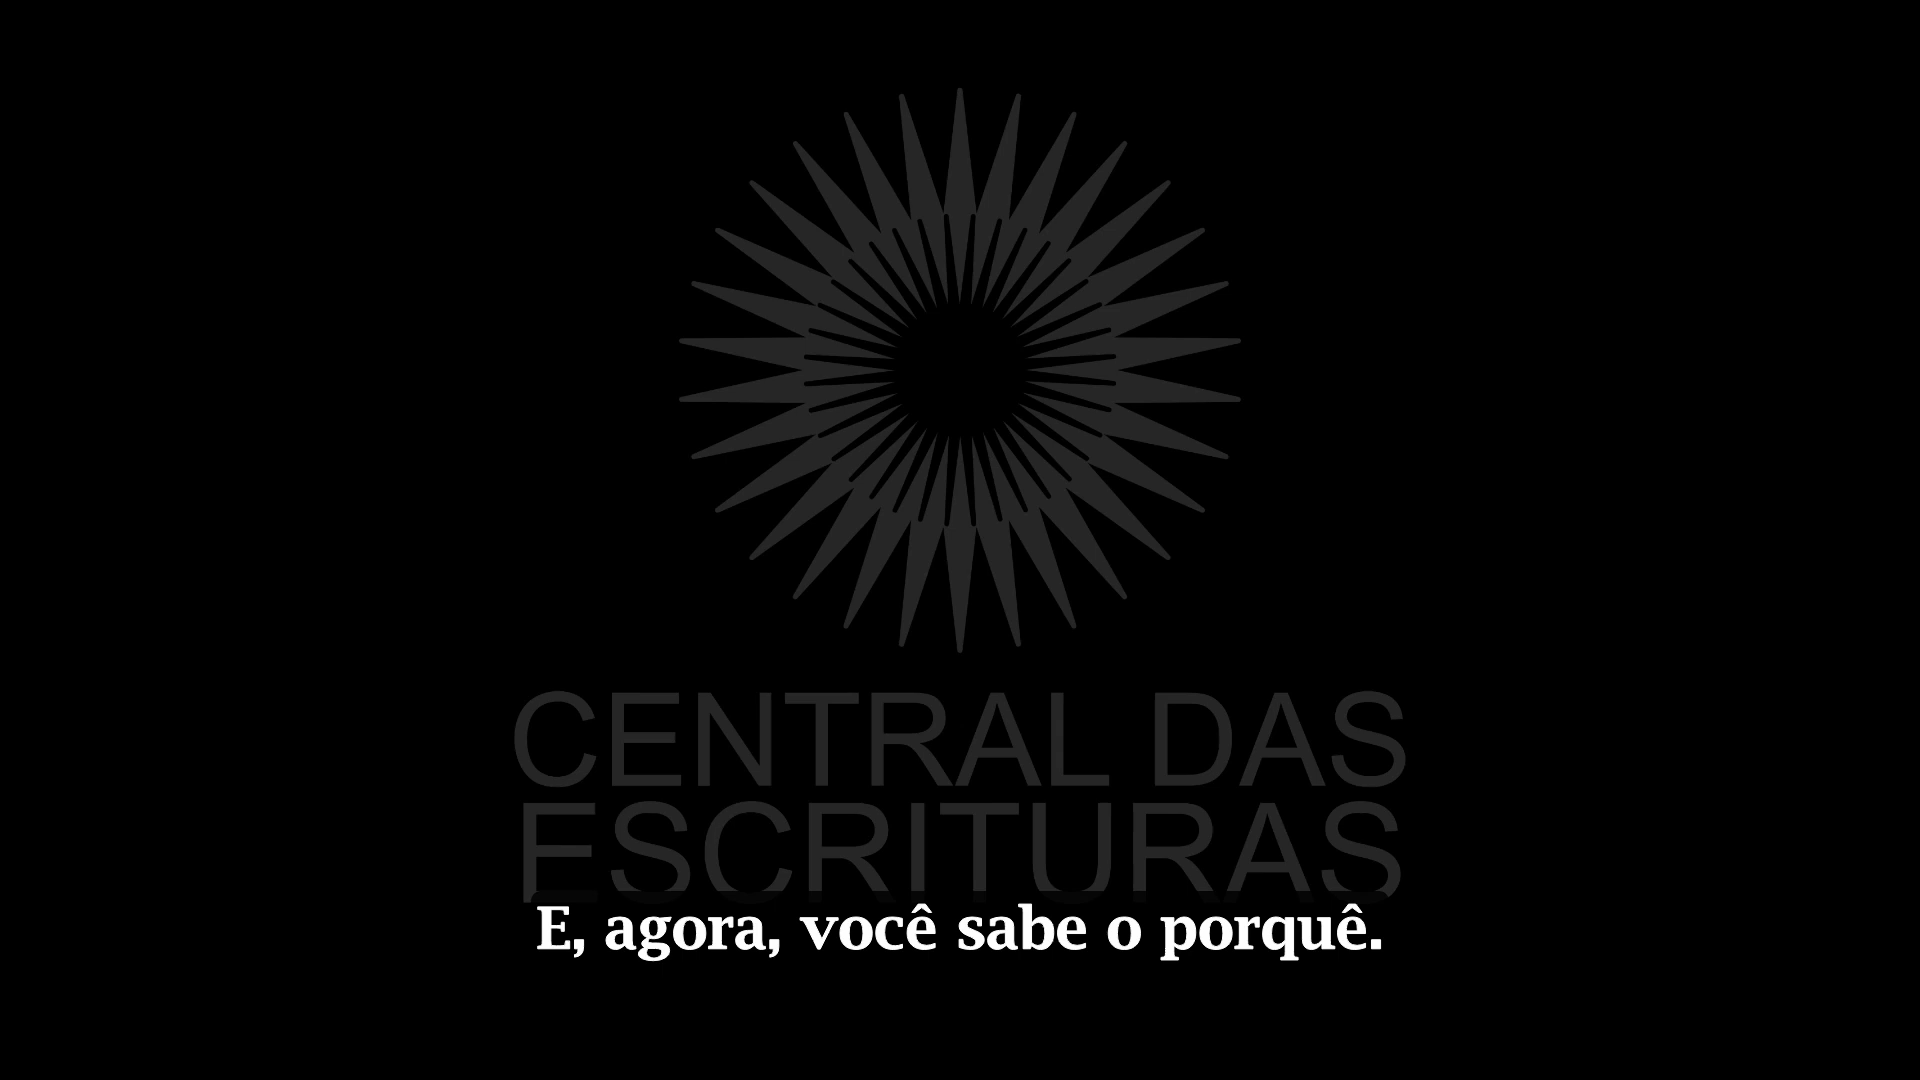 CENTRAL DAS
ESCRITURAS
E, agora, você sabe o porquê.